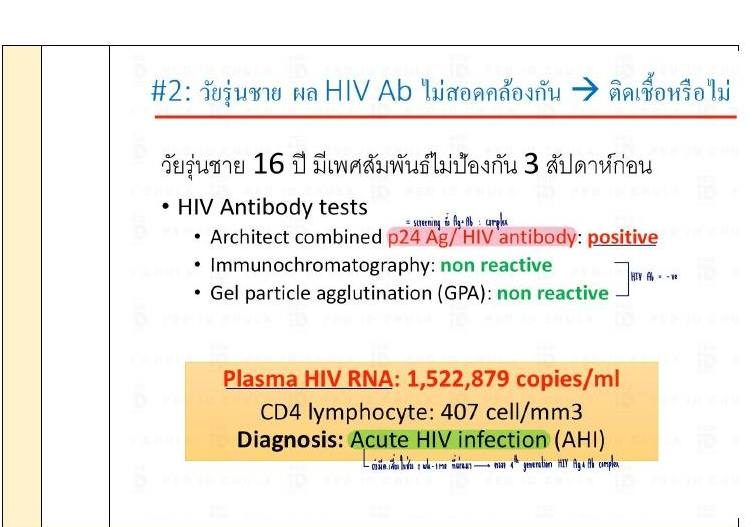 #2: วัยรุ่นชาย ผล HIV Ab ไม่สอดคล้องกัน → ติดเชื้อหรือไม่
วัยรุ่นชาย 16 ปี มีเพศสัมพันธ์ไม่ป้องกัน 3 สัปดาห์ก่อน
• HIV Antibody tests
= screening หา Ag+Ab : complex
• Architect combined p24 Ag/ HIV antibody: positive
• Immunochromatography: non reactive
HIV Ab = -ve
• Gel particle agglutination (GPA): non reactive
Plasma HIV RNA: 1,522,879 copies/ml
CD4 lymphocyte: 407 cell/mm3
Diagnosis: Acute HIV infection (AHI)
4th generation HIV Ag+Ab complex